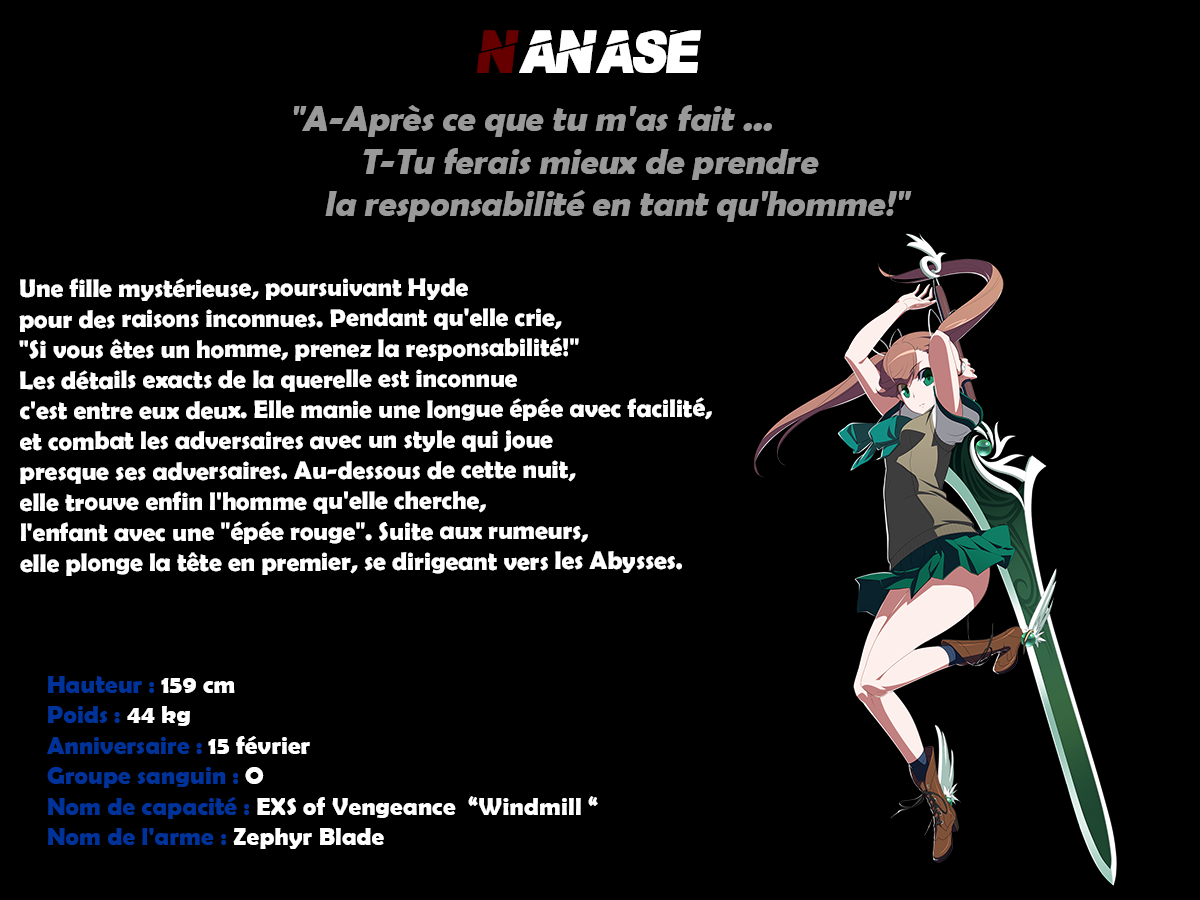 NANASE
"A-Après ce que tu m'as fait ...
T-Tu ferais mieux de prendre
la responsabilité en tant qu'homme!"
Une fille mystérieuse, poursuivant Hyde
pour des raisons inconnues. Pendant qu'elle crie,
"Si vous êtes un homme, prenez la responsabilité!"
Les détails exacts de la querelle est inconnue
c'est entre eux deux. Elle manie une longue épée avec facilité,
et combat les adversaires avec un style qui joue
presque ses adversaires. Au-dessous de cette nuit,
elle trouve enfin l'homme qu'elle cherche,
l'enfant avec une "épée rouge". Suite aux rumeurs,
elle plonge la tête en premier, se dirigeant vers les Abysses.
Hauteur : 159 cm
Poids : 44 kg
Anniversaire : 15 février
Groupe sanguin : O
Nom de capacité : EXS of Vengeance “Windmill “
Nom de l'arme : Zephyr Blade